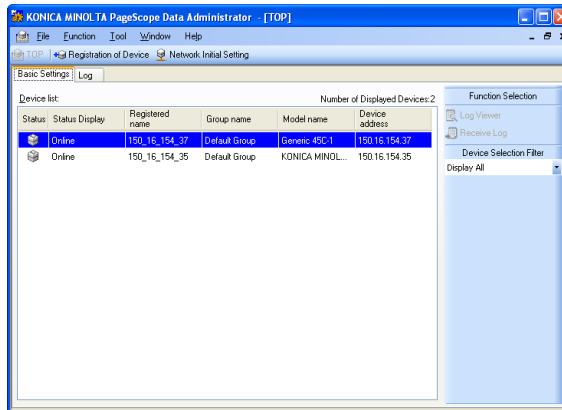 KONICA MINOLTA PageScope Data Administrator - [TOP]
File Function Tool Window Help
TOP Registration of Device Network Initial Setting
Basic Settings Log
Device list: Number of Displayed Devices:2
Status Status Display Registered name Group name Model name Device address
Online 150_16_154_37 Default Group Generic 45C-1 150.16.154.37
Online 150_16_154_35 Default Group KONICA MINOL... 150.16.154.35
Function Selection
Log Viewer
Receive Log
Device Selection Filter
Display All